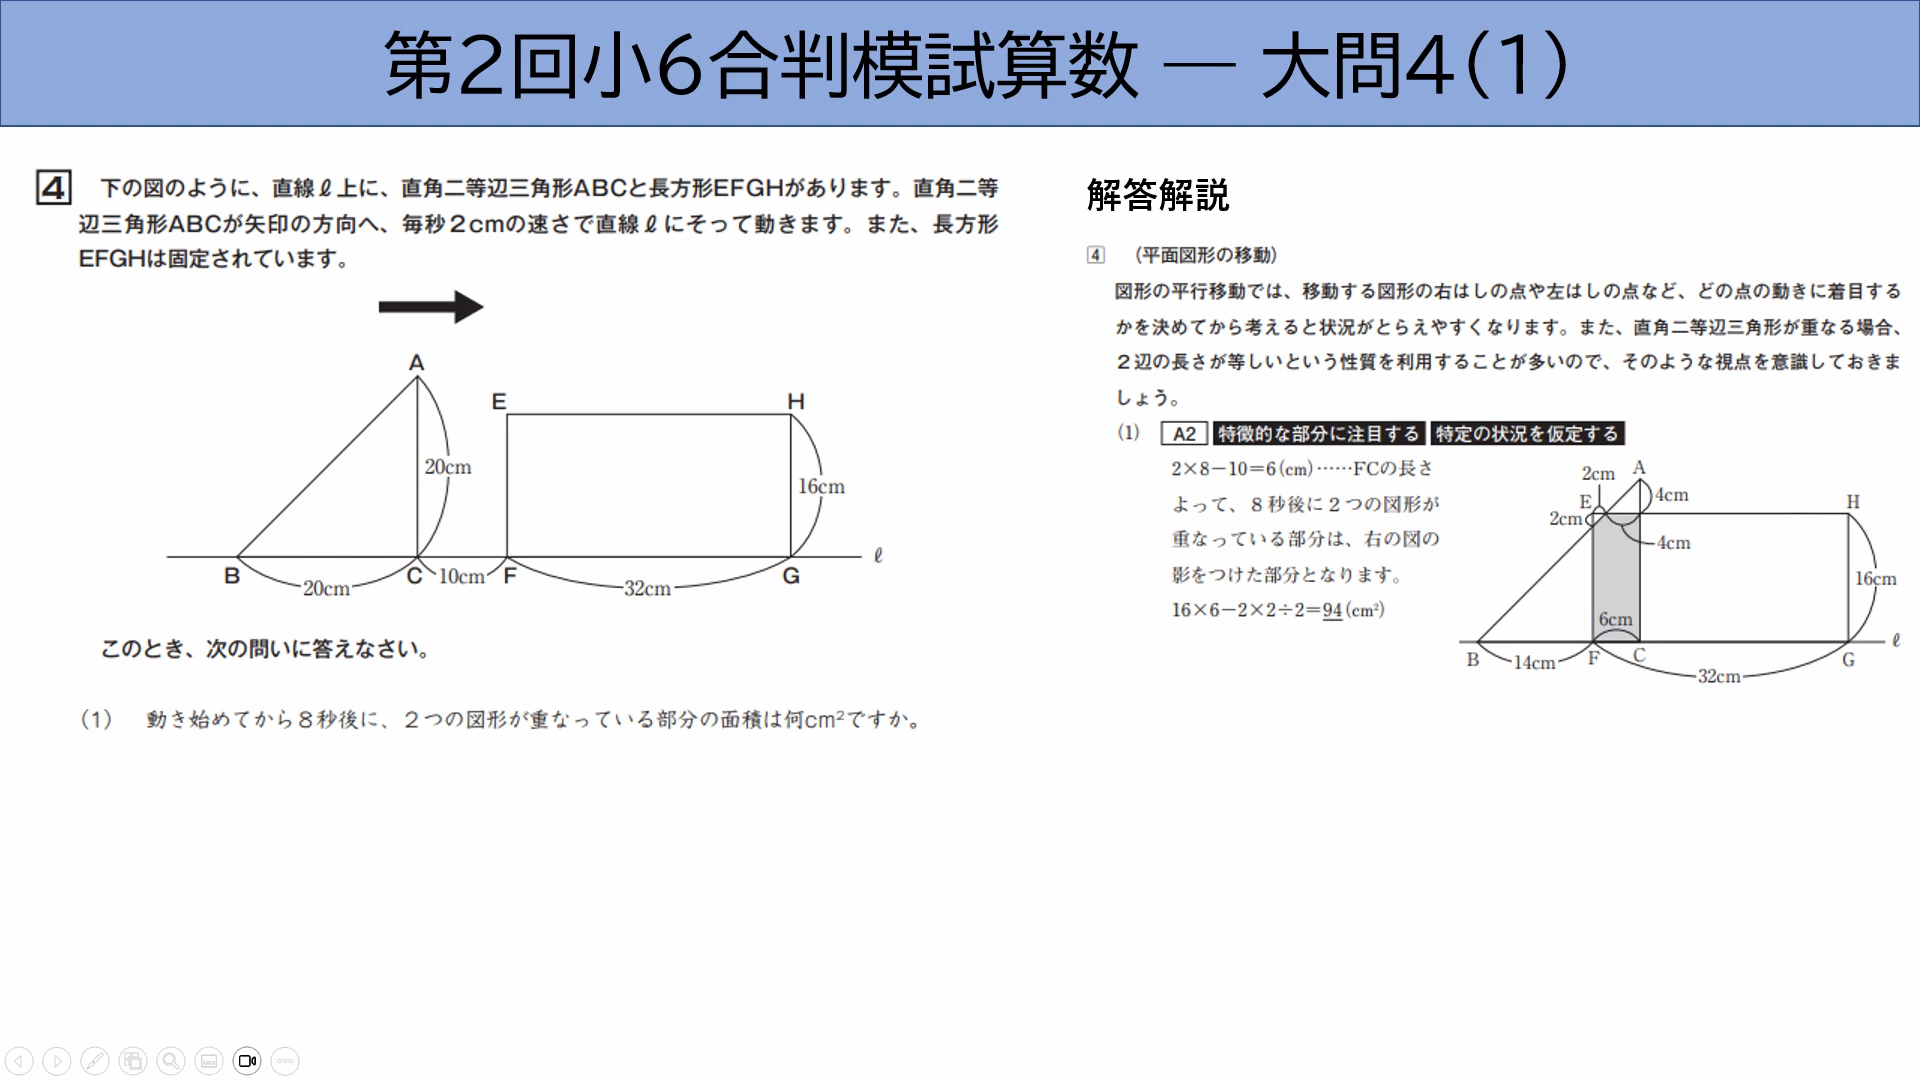 第2回小6合判模試算数 ― 大問4(1)
4 下の図のように、直線ℓ上に、直角二等辺三角形ABCと長方形EFGHがあります。直角二等
辺三角形ABCが矢印の方向へ、毎秒2cmの速さで直線ℓにそって動きます。また、長方形
EFGHは固定されています。
A
E
H
20cm
16cm
ℓ
B
C
F
G
20cm
10cm
32cm
このとき、次の問いに答えなさい。
(1) 動き始めてから8秒後に、2つの図形が重なっている部分の面積は何cm²ですか。
解答解説
4 (平面図形の移動)
図形の平行移動では、移動する図形の右はしの点や左はしの点など、どの点の動きに着目する
かを決めてから考えると状況がとらえやすくなります。また、直角二等辺三角形が重なる場合、
2辺の長さが等しいという性質を利用することが多いので、そのような視点を意識しておきま
しょう。
(1) A2 特徴的な部分に注目する 特定の状況を仮定する
2×8−10=6(cm)……FCの長さ
よって、8秒後に2つの図形が
重なっている部分は、右の図の
影をつけた部分となります。
16×6−2×2÷2=94(cm²)
2cm
A
E
4cm
H
2cm
4cm
16cm
6cm
ℓ
B
14cm
F
C
G
32cm